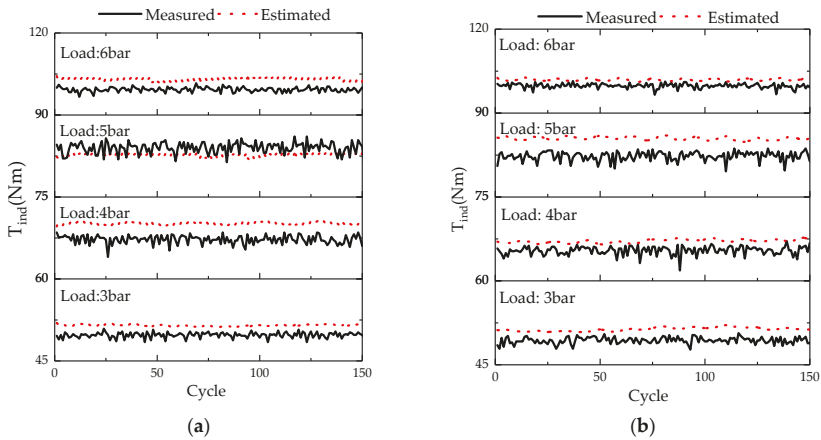 Measured Estimated
120
Load:6bar
90
Load:5bar
75
Load:4bar
60
Load:3bar
45
0 50 100 150
T_ind(Nm)
Cycle
(a)
Measured Estimated
120
Load: 6bar
90
Load: 5bar
75
Load: 4bar
60
Load: 3bar
45
0 50 100 150
T_ind(Nm)
Cycle
(b)